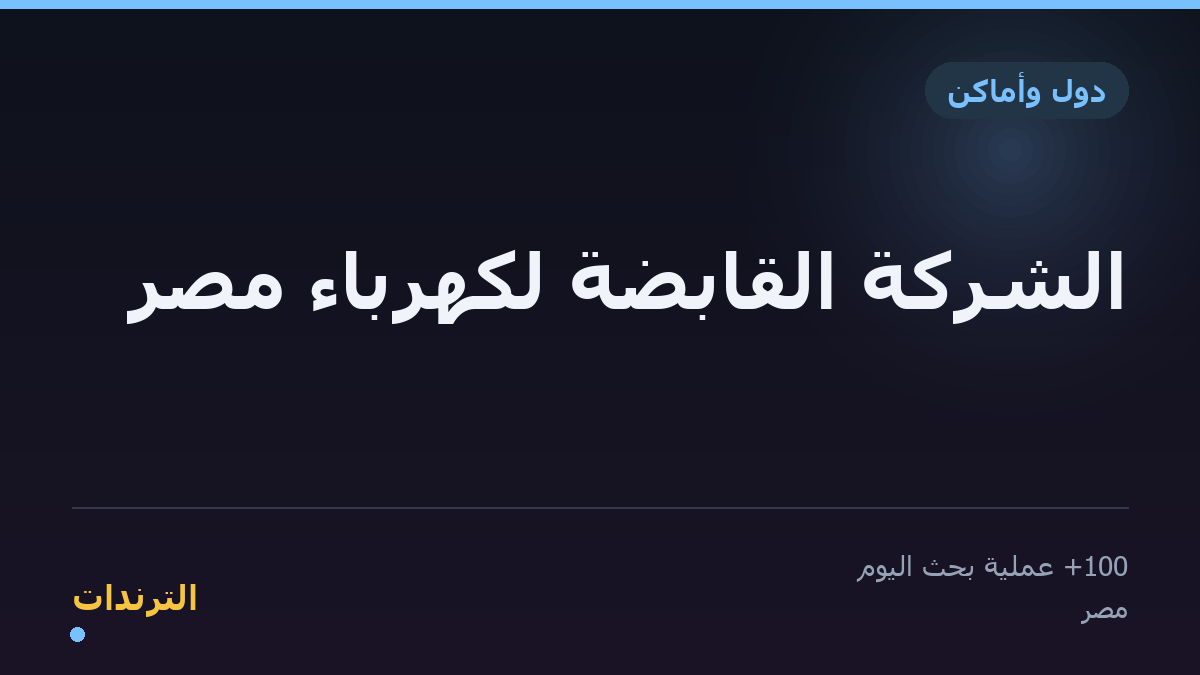 دول وأماكن
الشركة القابضة لكهرباء مصر
100+ عملية بحث اليوم
مصر
الترندات